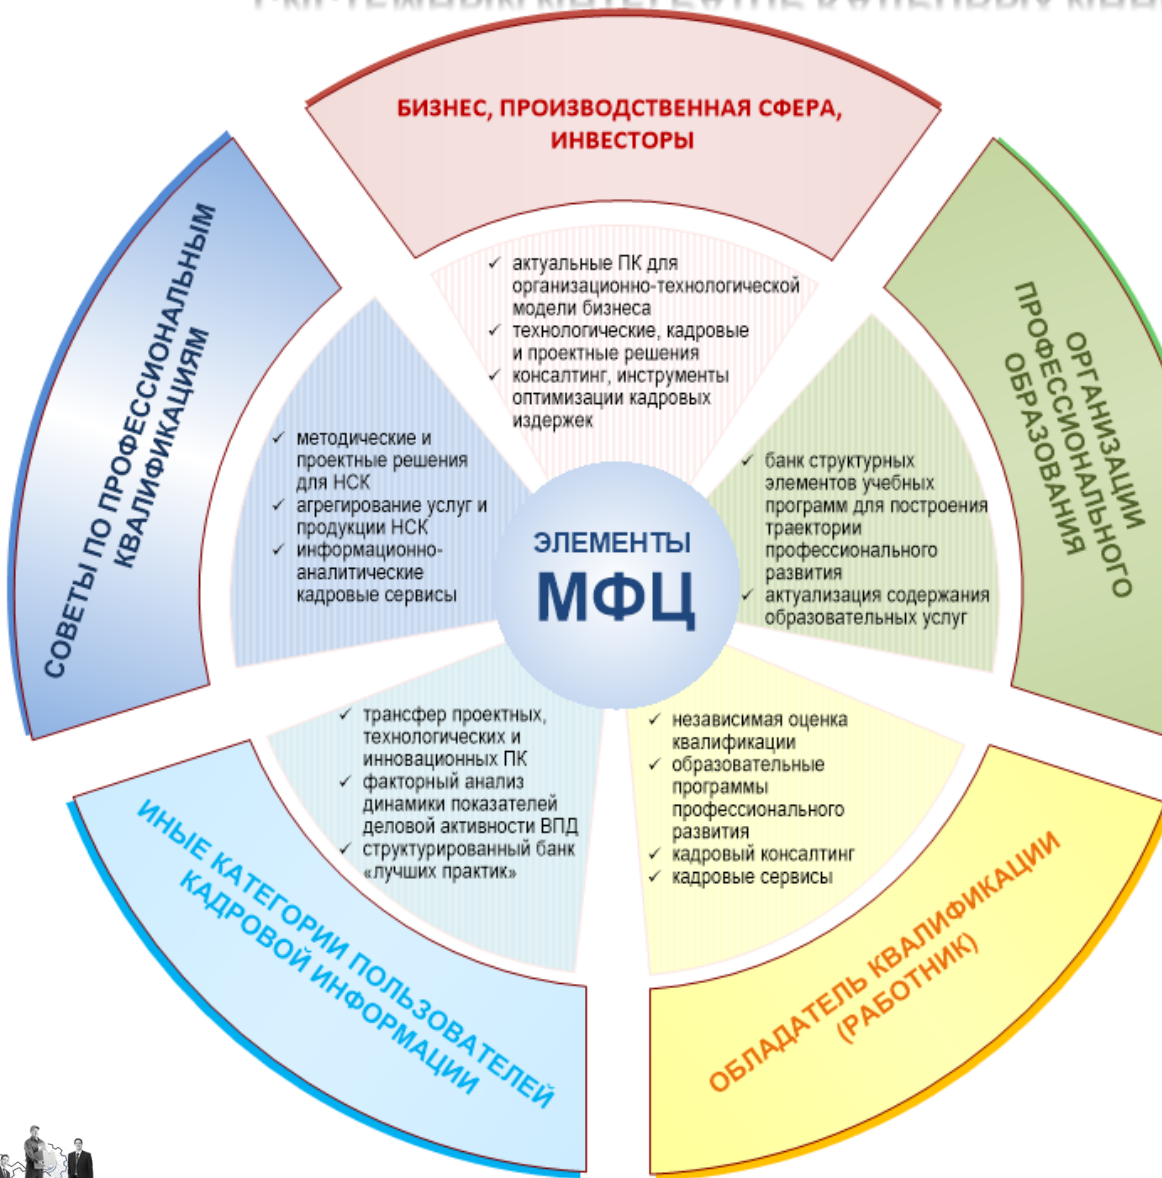 БИЗНЕС, ПРОИЗВОДСТВЕННАЯ СФЕРА,
ИНВЕСТОРЫ
актуальные ПК для
организационно-технологической
модели бизнеса
технологические, кадровые
и проектные решения
консалтинг, инструменты
оптимизации кадровых
издержек
ОРГАНИЗАЦИИ
ПРОФЕССИОНАЛЬНОГО
ОБРАЗОВАНИЯ
банк структурных
элементов учебных
программ для построения
траектории
профессионального
развития
актуализация содержания
образовательных услуг
ОБЛАДАТЕЛЬ КВАЛИФИКАЦИИ
(РАБОТНИК)
независимая оценка
квалификации
образовательные
программы
профессионального
развития
кадровый консалтинг
кадровые сервисы
ИНЫЕ КАТЕГОРИИ ПОЛЬЗОВАТЕЛЕЙ
КАДРОВОЙ ИНФОРМАЦИИ
трансфер проектных,
технологических и
инновационных ПК
факторный анализ
динамики показателей
деловой активности ВПД
структурированный банк
«лучших практик»
СОВЕТЫ ПО ПРОФЕССИОНАЛЬНЫМ
КВАЛИФИКАЦИЯМ
методические и
проектные решения
для НСК
агрегирование услуг и
продукции НСК
информационно-
аналитические
кадровые сервисы
ЭЛЕМЕНТЫ
МФЦ